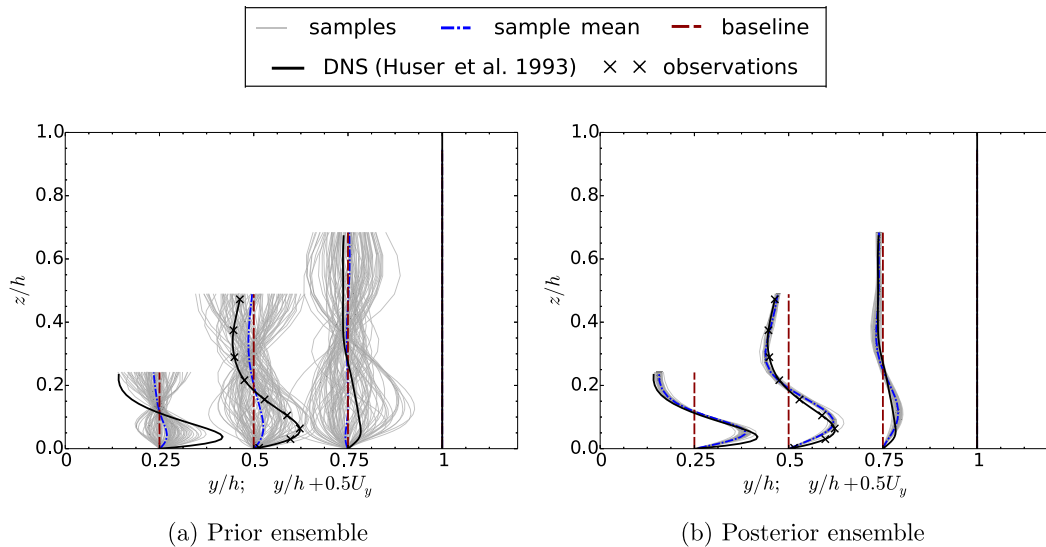 samples sample mean baseline
DNS (Huser et al. 1993) × × observations
1.0 1.0
0.8 0.8
0.6 0.6
z/h z/h
0.4 0.4
0.2 0.2
0.0 0.0
0 0.25 0.5 0.75 1 0 0.25 0.5 0.75 1
y/h; y/h + 0.5U_y y/h; y/h + 0.5U_y
(a) Prior ensemble (b) Posterior ensemble